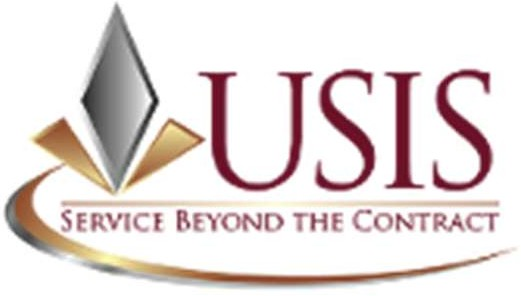 USIS
SERVICE BEYOND THE CONTRACT